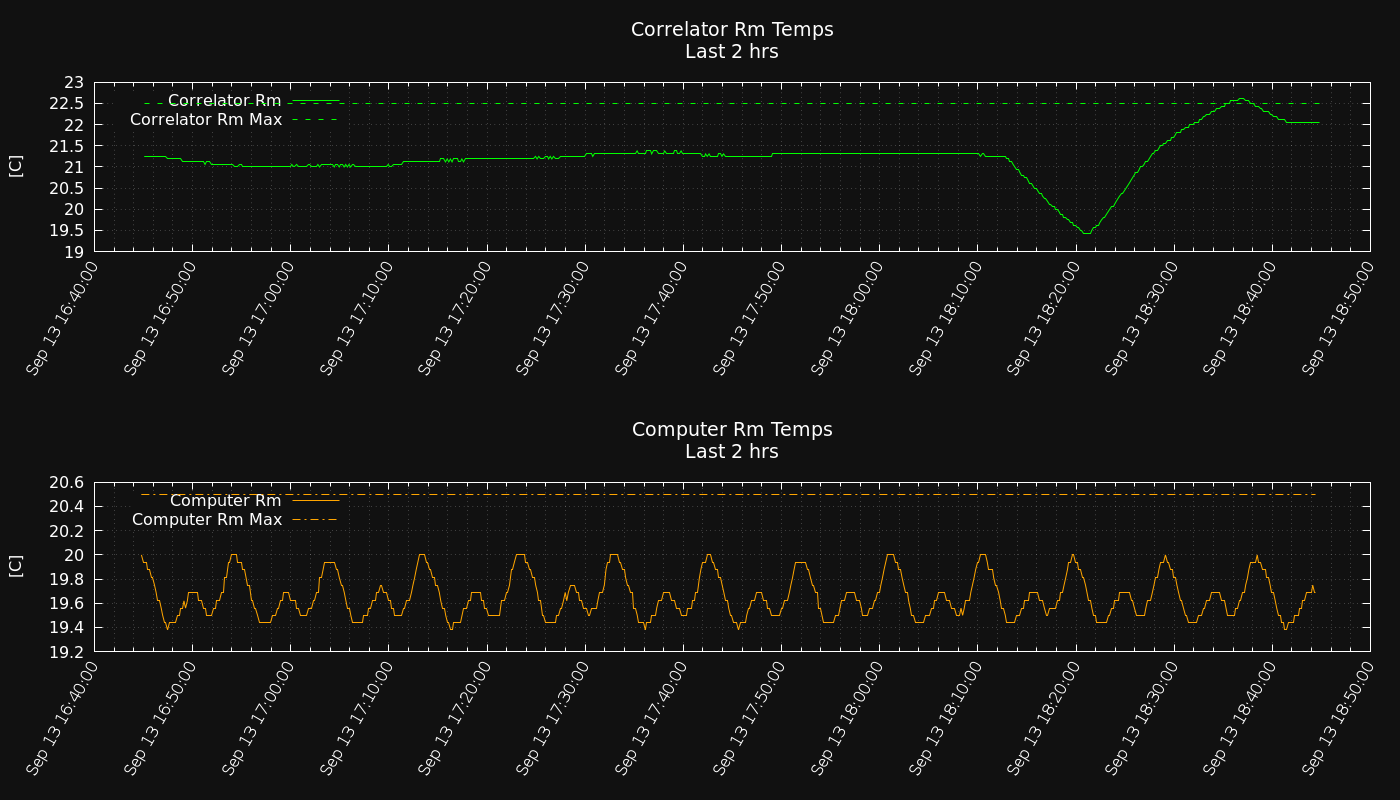 Correlator Rm Temps
Last 2 hrs
23
22.5
22
21.5
21
20.5
20
19.5
19
[C]
Correlator Rm
Correlator Rm Max
Sep 13 16:40:00
Sep 13 16:50:00
Sep 13 17:00:00
Sep 13 17:10:00
Sep 13 17:20:00
Sep 13 17:30:00
Sep 13 17:40:00
Sep 13 17:50:00
Sep 13 18:00:00
Sep 13 18:10:00
Sep 13 18:20:00
Sep 13 18:30:00
Sep 13 18:40:00
Sep 13 18:50:00
Computer Rm Temps
Last 2 hrs
20.6
20.4
20.2
20
19.8
19.6
19.4
19.2
[C]
Computer Rm
Computer Rm Max
Sep 13 16:40:00
Sep 13 16:50:00
Sep 13 17:00:00
Sep 13 17:10:00
Sep 13 17:20:00
Sep 13 17:30:00
Sep 13 17:40:00
Sep 13 17:50:00
Sep 13 18:00:00
Sep 13 18:10:00
Sep 13 18:20:00
Sep 13 18:30:00
Sep 13 18:40:00
Sep 13 18:50:00